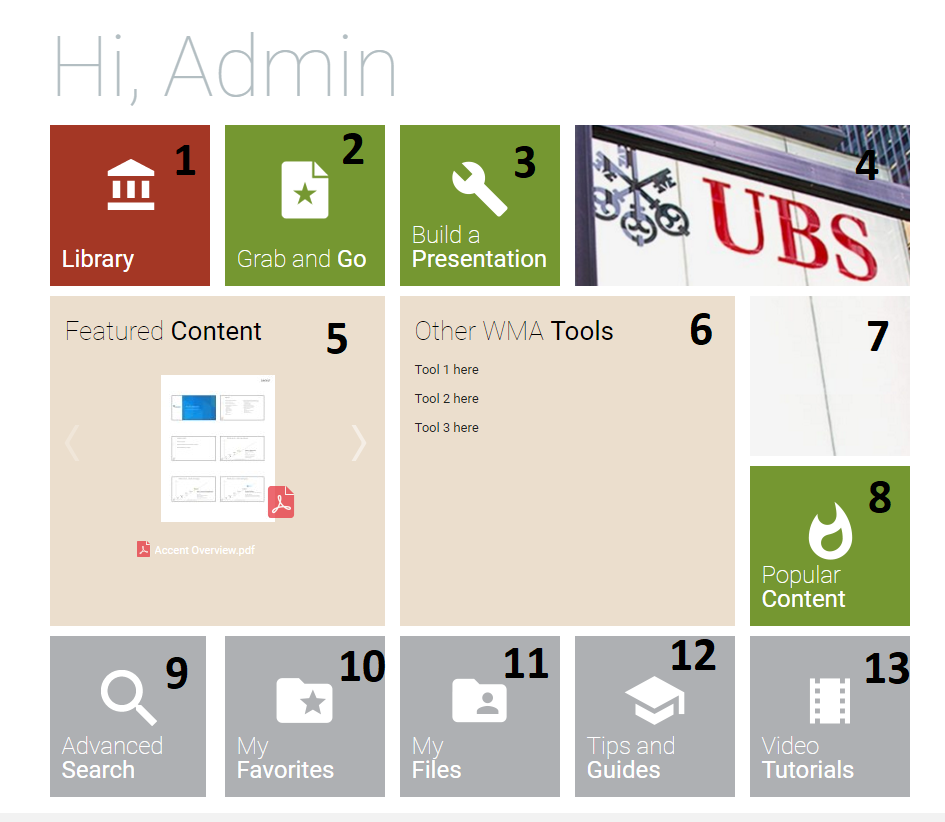 Hi, Admin
1
Library
2
Grab and Go
3
Build a
Presentation
4
UBS
Featured Content
5
Accent Overview.pdf
Other WMA Tools
6
Tool 1 here
Tool 2 here
Tool 3 here
7
8
Popular
Content
9
Advanced
Search
10
My
Favorites
11
My
Files
12
Tips and
Guides
13
Video
Tutorials